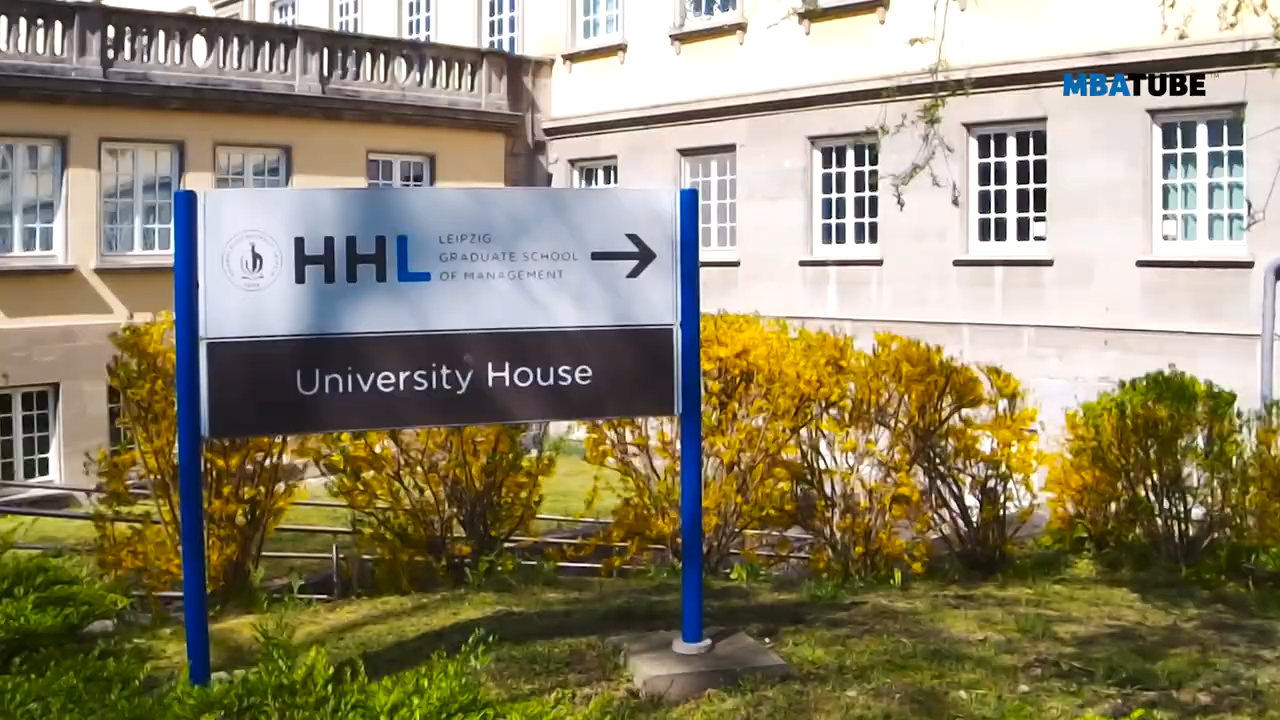 MBATUBE
HHL
LEIPZIG
GRADUATE SCHOOL
OF MANAGEMENT
University House